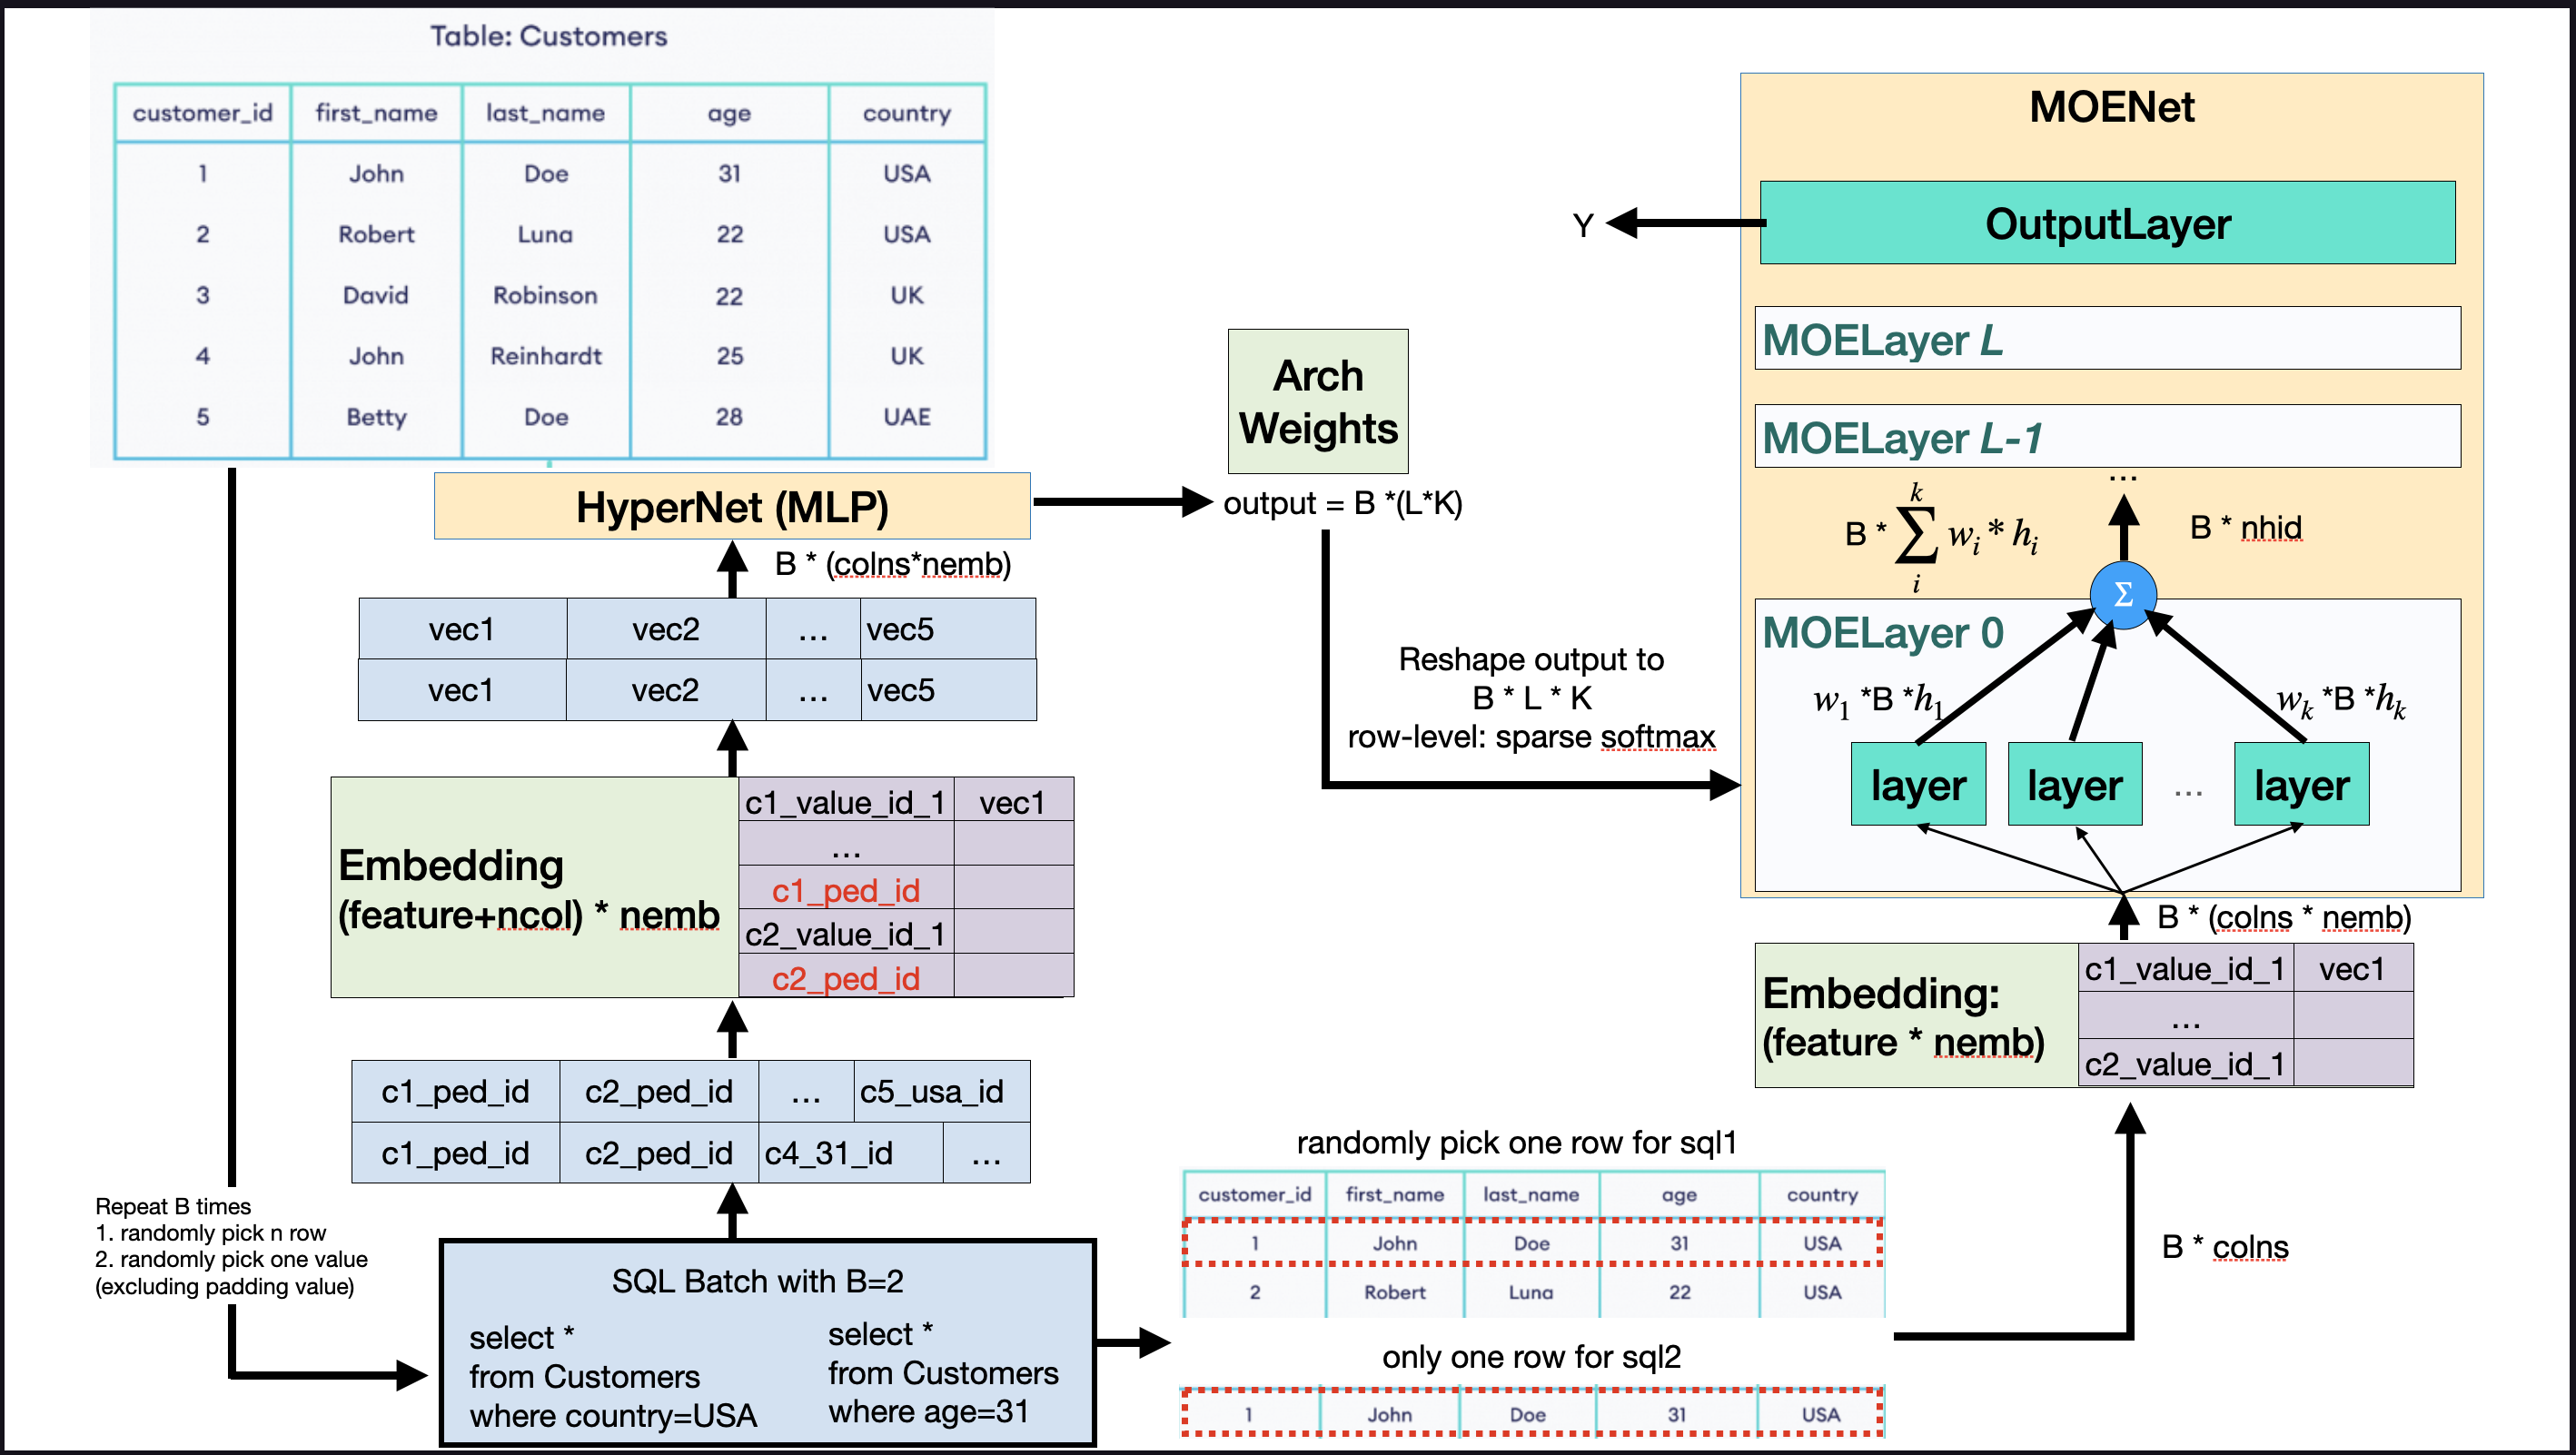 Table: Customers
customer_id first_name last_name age country
1 John Doe 31 USA
2 Robert Luna 22 USA
3 David Robinson 22 UK
4 John Reinhardt 25 UK
5 Betty Doe 28 UAE
HyperNet (MLP)
B * (colns*nemb)
vec1 vec2 ... vec5
vec1 vec2 ... vec5
Embedding
(feature+ncol) * nemb
c1_value_id_1 vec1
...
c1_ped_id
c2_value_id_1
c2_ped_id
c1_ped_id c2_ped_id ... c5_usa_id
c1_ped_id c2_ped_id c4_31_id ...
Repeat B times
1. randomly pick n row
2. randomly pick one value
(excluding padding value)
SQL Batch with B=2
select *
from Customers
where country=USA
select *
from Customers
where age=31
Arch
Weights
output = B *(L*K)
Reshape output to
B * L * K
row-level: sparse softmax
randomly pick one row for sql1
customer_id first_name last_name age country
1 John Doe 31 USA
2 Robert Luna 22 USA
only one row for sql2
1 John Doe 31 USA
MOENet
OutputLayer
Y
MOELayer L
MOELayer L-1
...
B * Σ_i^k w_i * h_i
B * nhid
Σ
MOELayer 0
w_1 *B *h_1
w_k *B *h_k
layer layer ... layer
B * (colns * nemb)
Embedding:
(feature * nemb)
c1_value_id_1 vec1
...
c2_value_id_1
B * colns